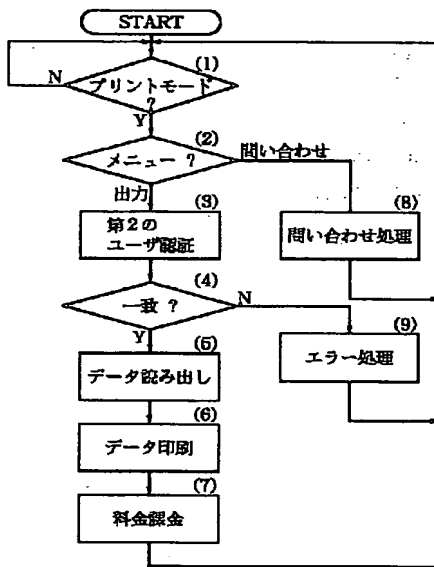 START
(1)
N
プリントモード
?
Y
(2)
メニュー ?
問い合わせ
出力
(3)
第2の
ユーザ認証
(8)
問い合わせ処理
(4)
一致 ?
N
Y
(5)
データ読み出し
(9)
エラー処理
(6)
データ印刷
(7)
料金課金